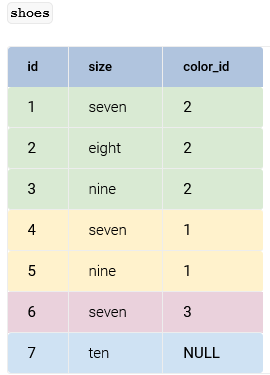 shoes
id size color_id
1 seven 2
2 eight 2
3 nine 2
4 seven 1
5 nine 1
6 seven 3
7 ten NULL